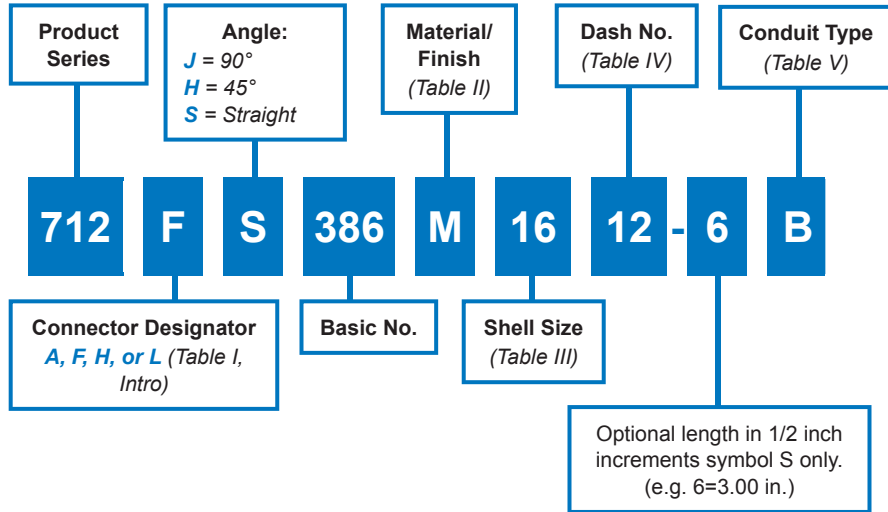 Product
Series
Angle:
J = 90°
H = 45°
S = Straight
Material/
Finish
(Table II)
Dash No.
(Table IV)
Conduit Type
(Table V)
712 F S 386 M 16 12 - 6 B
Connector Designator
A, F, H, or L (Table I,
Intro)
Basic No.
Shell Size
(Table III)
Optional length in 1/2 inch
increments symbol S only.
(e.g. 6=3.00 in.)